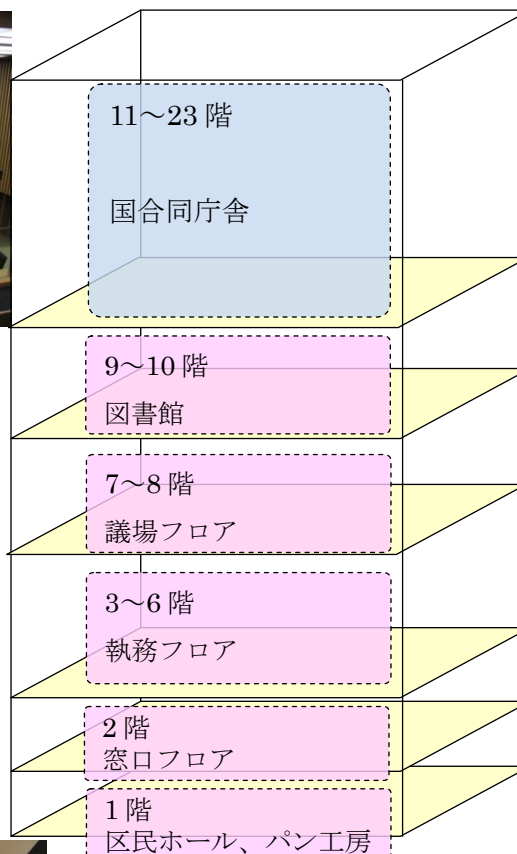 11～23 階
国合同庁舎
9～10 階
図書館
7～8 階
議場フロア
3～6 階
執務フロア
2 階
窓口フロア
1 階
区民ホール、パン工房